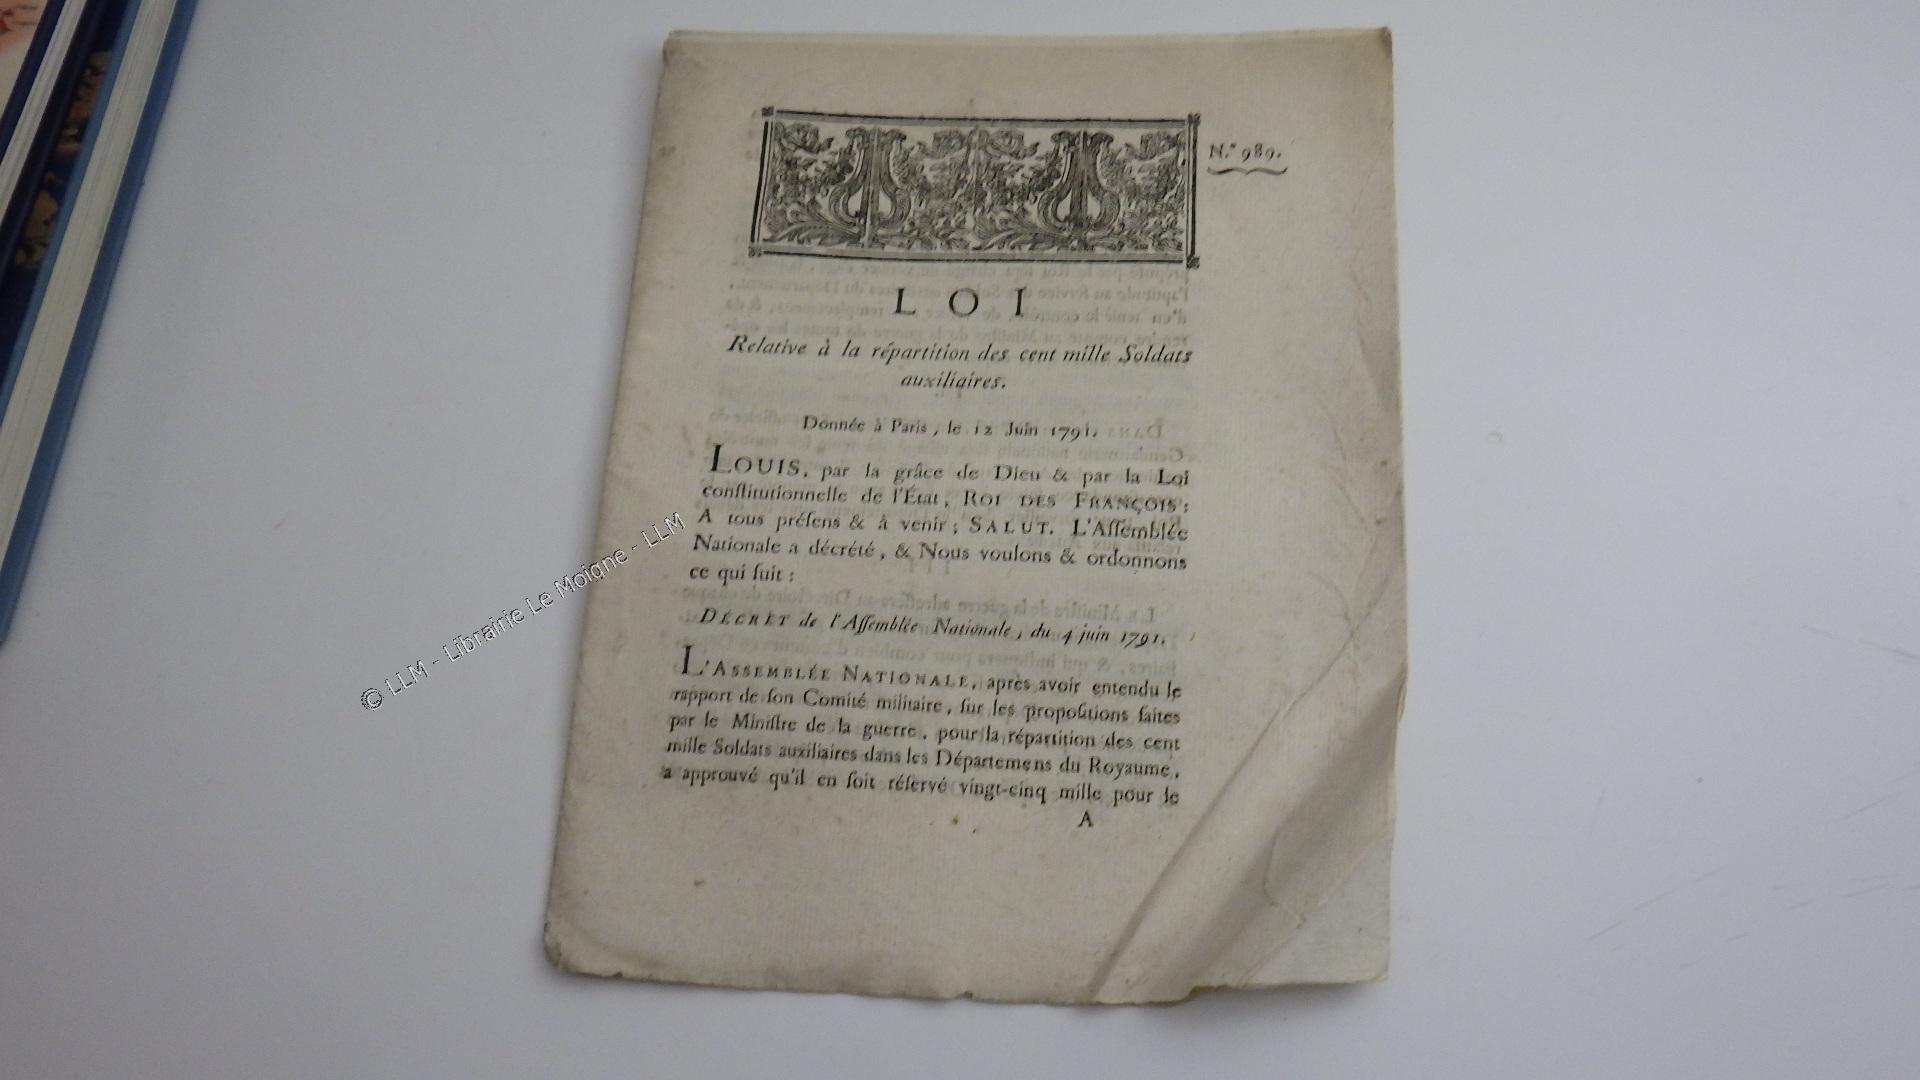 N.º 989.
LOI
Relative à la répartition des cent mille Soldats
auxiliaires.
Donnée à Paris, le 12 Juin 1791.
LOUIS, par la grâce de Dieu & par la Loi
conſtitutionnelle de l'État, ROI DES FRANÇOIS:
A tous préſens & à venir; SALUT. L'Aſſemblée
Nationale a décrété, & Nous voulons & ordonnons
ce qui ſuit:
DÉCRET de l'Aſſemblée Nationale, du 4 juin 1791.
L'ASSEMBLÉE NATIONALE, après avoir entendu le
rapport de ſon Comité militaire, ſur les propoſitions faites
par le Miniſtre de la guerre, pour la répartition des cent
mille Soldats auxiliaires dans les Départemens du Royaume,
a approuvé qu'il en ſoit réſervé vingt-cinq mille pour le
A
© LLM - Librairie Le Moigne - LLM